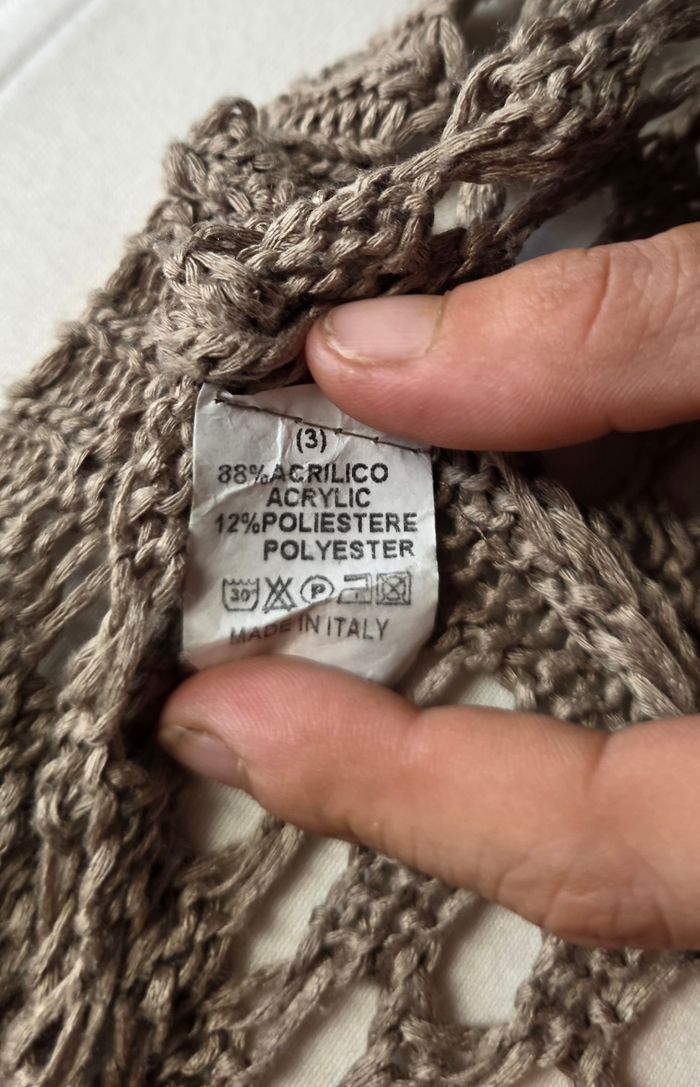 (3)
88%ACRILICO
ACRYLIC
12%POLIESTERE
POLYESTER
30° P
MADE IN ITALY